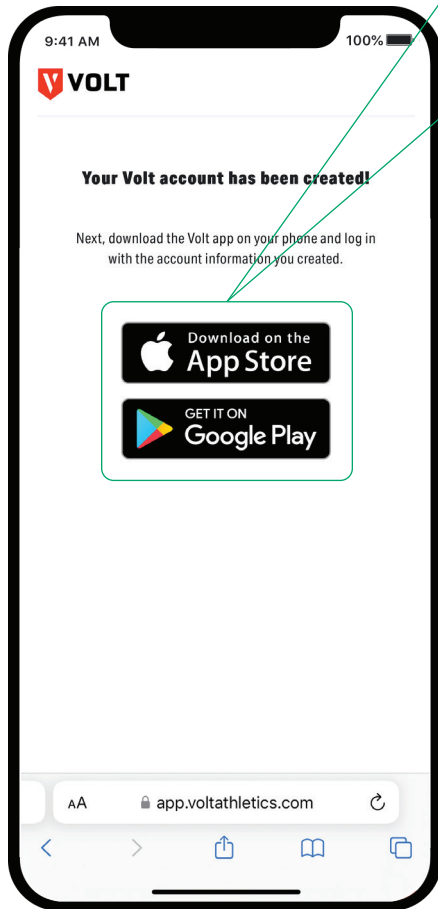 9:41 AM 100%
VOLT
Your Volt account has been created!
Next, download the Volt app on your phone and log in
with the account information you created.
Download on the
App Store
GET IT ON
Google Play
AA app.voltathletics.com